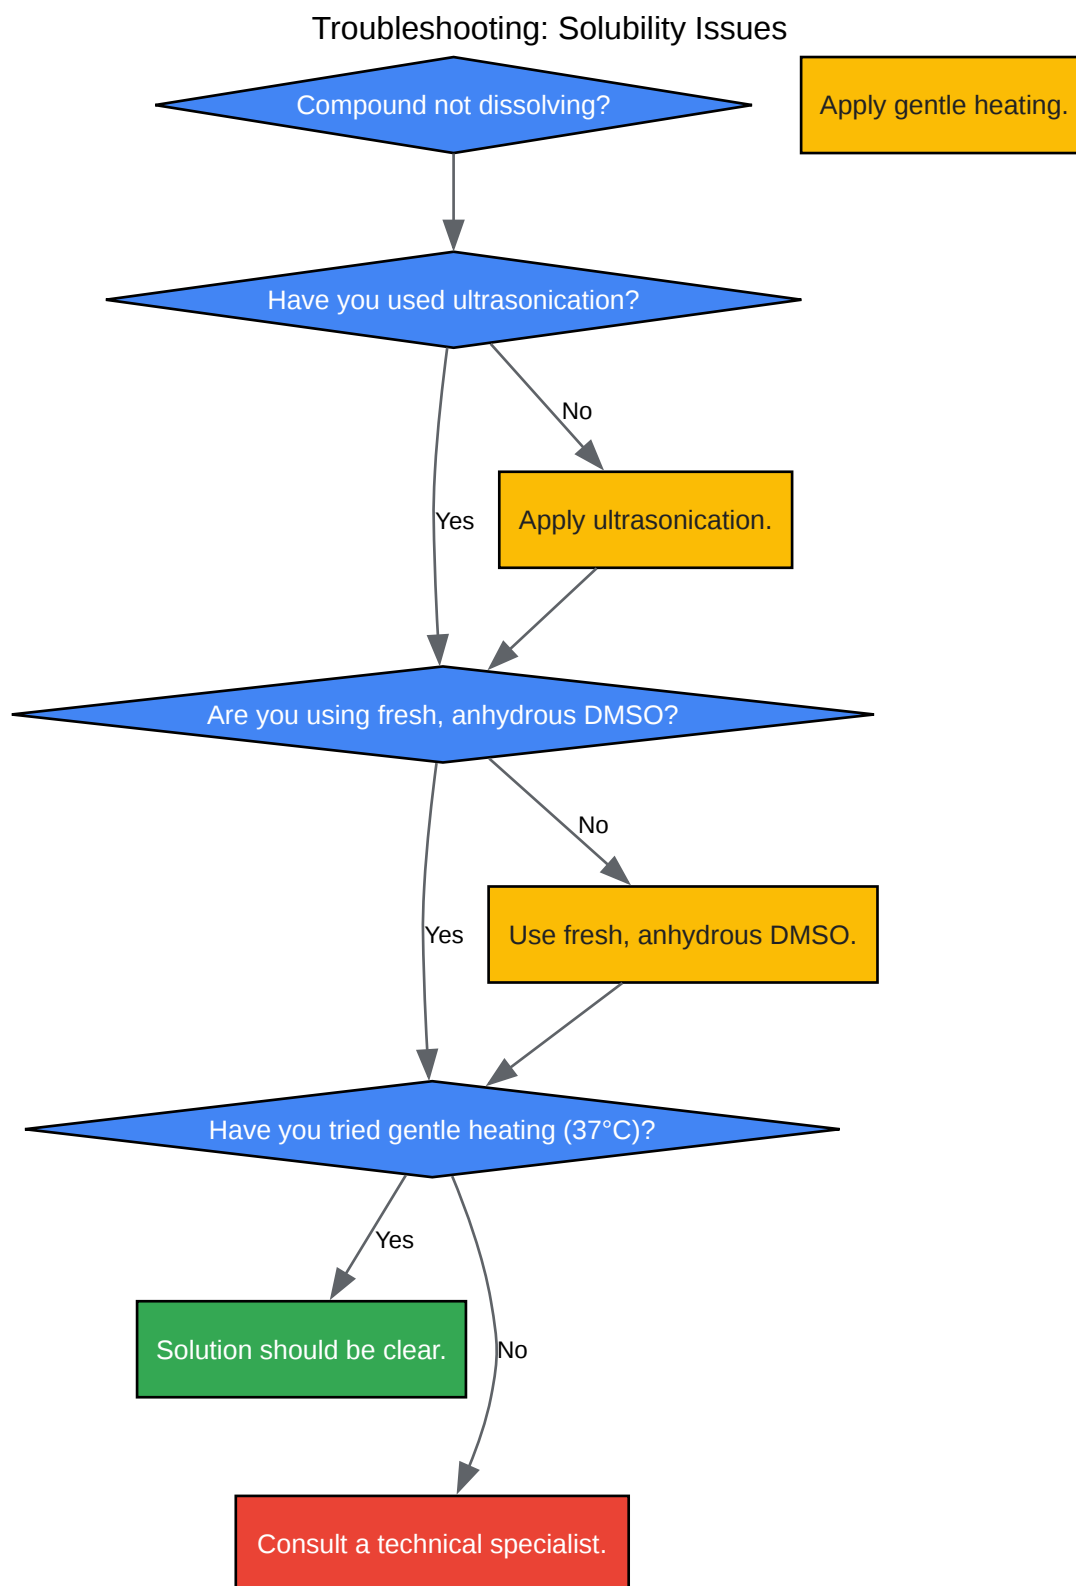 Troubleshooting: Solubility Issues
Compound not dissolving?
Apply gentle heating.
Have you used ultrasonication?
No
Yes
Apply ultrasonication.
Are you using fresh, anhydrous DMSO?
No
Yes
Use fresh, anhydrous DMSO.
Have you tried gentle heating (37°C)?
Yes
Solution should be clear.
No
Consult a technical specialist.